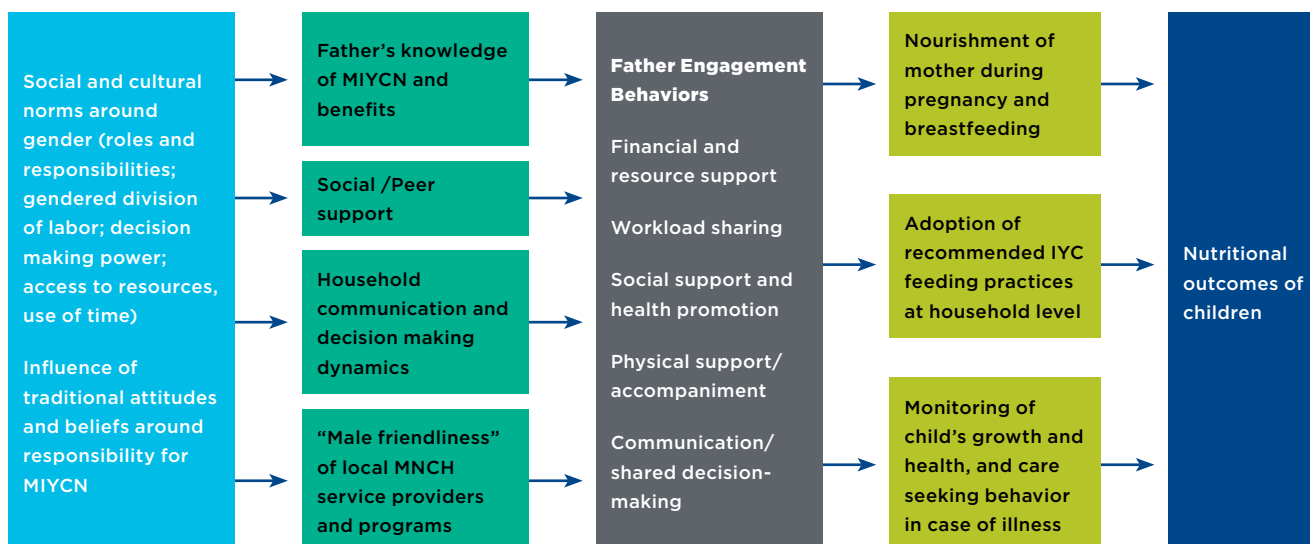 Social and cultural
norms around
gender (roles and
responsibilities;
gendered division
of labor; decision
making power;
access to resources,
use of time)
Influence of
traditional attitudes
and beliefs around
responsibility for
MIYCN
Father’s knowledge
of MIYCN and
benefits
Social /Peer
support
Household
communication and
decision making
dynamics
“Male friendliness”
of local MNCH
service providers
and programs
Father Engagement
Behaviors
Financial and
resource support
Workload sharing
Social support and
health promotion
Physical support/
accompaniment
Communication/
shared decision-
making
Nourishment of
mother during
pregnancy and
breastfeeding
Adoption of
recommended IYC
feeding practices
at household level
Monitoring of
child’s growth and
health, and care
seeking behavior
in case of illness
Nutritional
outcomes of
children